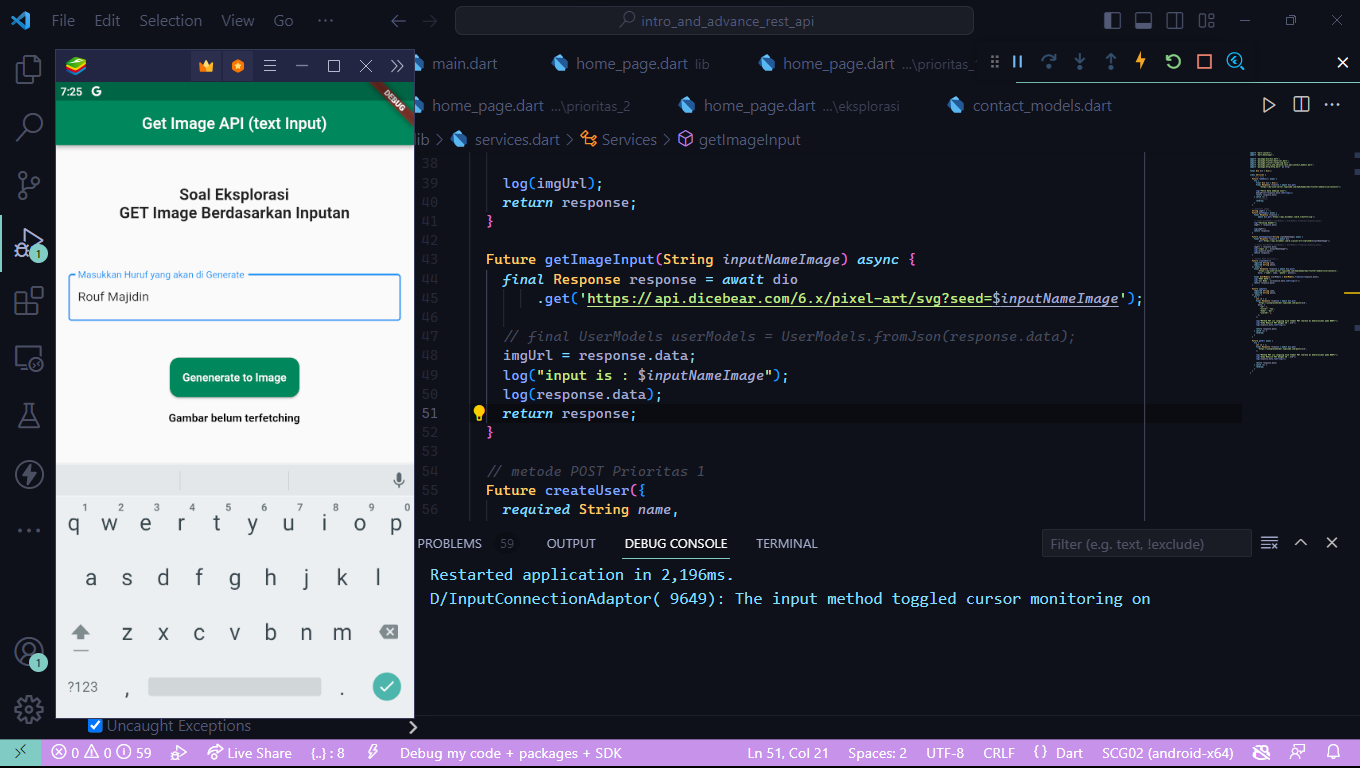 File Edit Selection View Go ··· intro_and_advance_rest_api
main.dart home_page.dart lib home_page.dart ...\prioritas_
home_page.dart ...\prioritas_2 home_page.dart ...\eksplorasi contact_models.dart
lib > services.dart > Services > getImageInput
7:25 G DEBUG
Get Image API (text Input)
Soal Eksplorasi
GET Image Berdasarkan Inputan
Masukkan Huruf yang akan di Generate
Rouf Majidin
Genenerate to Image
Gambar belum terfetching
1 2 3 4 5 6 7 8 9 0
q w e r t y u i o p
a s d f g h j k l
z x c v b n m
?123 , .
38
39 log(imgUrl);
40 return response;
41 }
42
43 Future getImageInput(String inputNameImage) async {
44 final Response response = await dio
45 .get('https://api.dicebear.com/6.x/pixel-art/svg?seed=$inputNameImage');
46
47 // final UserModels userModels = UserModels.fromJson(response.data);
48 imgUrl = response.data;
49 log("input is : $inputNameImage");
50 log(response.data);
51 return response;
52 }
53
54 // metode POST Prioritas 1
55 Future createUser({
56 required String name,
PROBLEMS 59 OUTPUT DEBUG CONSOLE TERMINAL Filter (e.g. text, !exclude)
Restarted application in 2,196ms.
D/InputConnectionAdaptor( 9649): The input method toggled cursor monitoring on
1
1
Uncaught Exceptions
0 0 59 Live Share {..} : 8 Debug my code + packages + SDK Ln 51, Col 21 Spaces: 2 UTF-8 CRLF {} Dart SCG02 (android-x64)